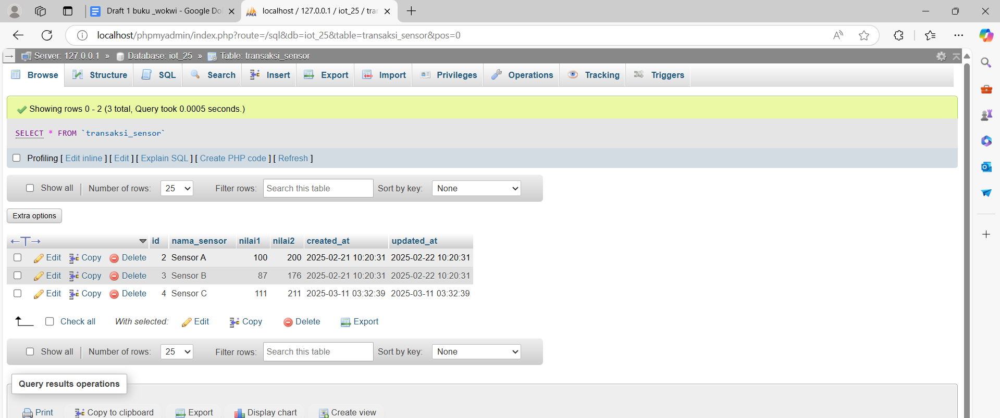 Draft 1 buku _wokwi - Google Do
localhost / 127.0.0.1 / iot_25 / tran
localhost/phpmyadmin/index.php?route=/sql&db=iot_25&table=transaksi_sensor&pos=0
Server: 127.0.0.1 » Database: iot_25 » Table: transaksi_sensor
Browse Structure SQL Search Insert Export Import Privileges Operations Tracking Triggers
Showing rows 0 - 2 (3 total, Query took 0.0005 seconds.)
SELECT * FROM `transaksi_sensor`
Profiling [ Edit inline ] [ Edit ] [ Explain SQL ] [ Create PHP code ] [ Refresh ]
Show all | Number of rows: 25 Filter rows: Search this table Sort by key: None
Extra options
←T→ id nama_sensor nilai1 nilai2 created_at updated_at
Edit Copy Delete 2 Sensor A 100 200 2025-02-21 10:20:31 2025-02-22 10:20:31
Edit Copy Delete 3 Sensor B 87 176 2025-02-21 10:20:31 2025-02-22 10:20:31
Edit Copy Delete 4 Sensor C 111 211 2025-03-11 03:32:39 2025-03-11 03:32:39
Check all With selected: Edit Copy Delete Export
Show all | Number of rows: 25 Filter rows: Search this table Sort by key: None
Query results operations
Print Copy to clipboard Export Display chart Create view